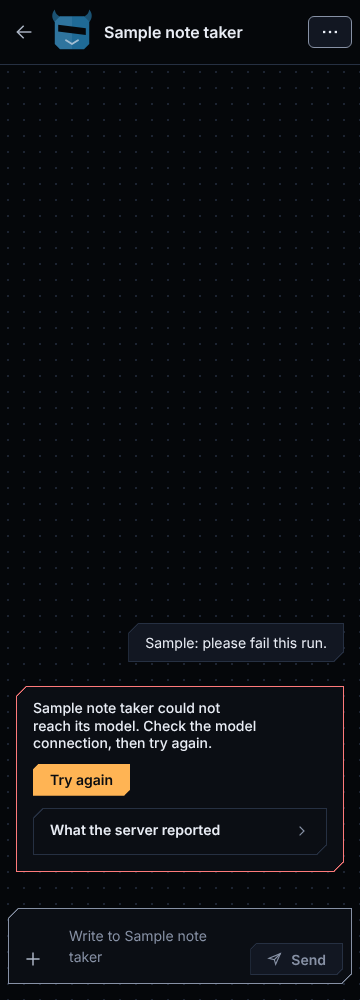 Sample note taker
Sample: please fail this run.
Sample note taker could not
reach its model. Check the model
connection, then try again.
Try again
What the server reported
Write to Sample note
taker
Send